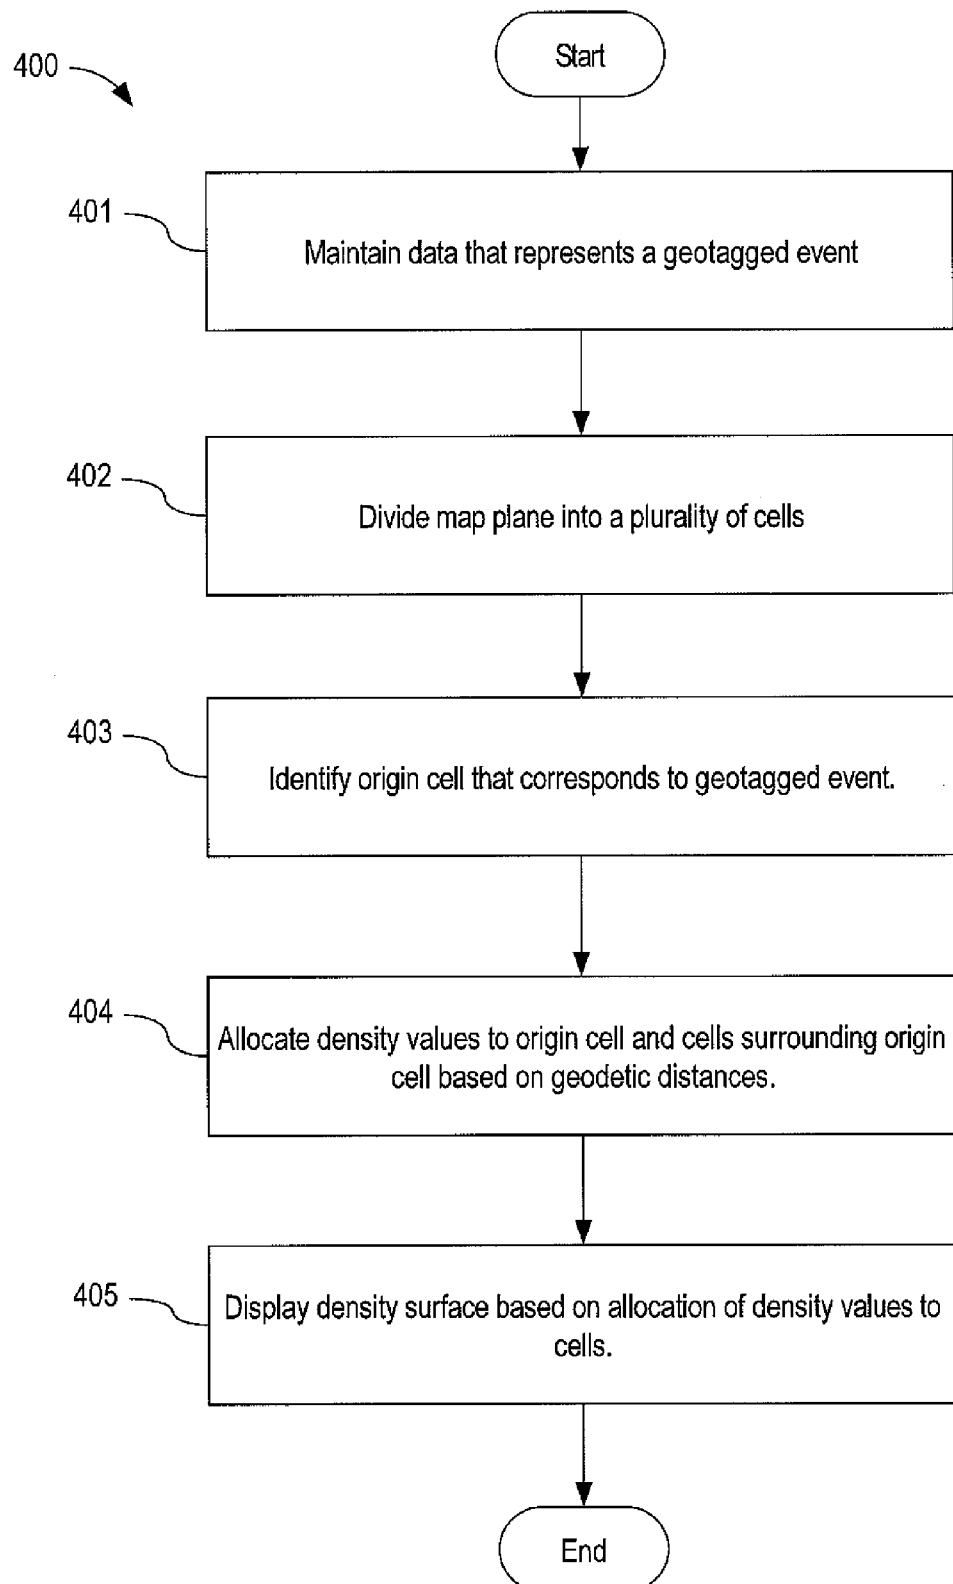 Start
400
401
Maintain data that represents a geotagged event
402
Divide map plane into a plurality of cells
403
Identify origin cell that corresponds to geotagged event.
404
Allocate density values to origin cell and cells surrounding origin
cell based on geodetic distances.
405
Display density surface based on allocation of density values to
cells.
End